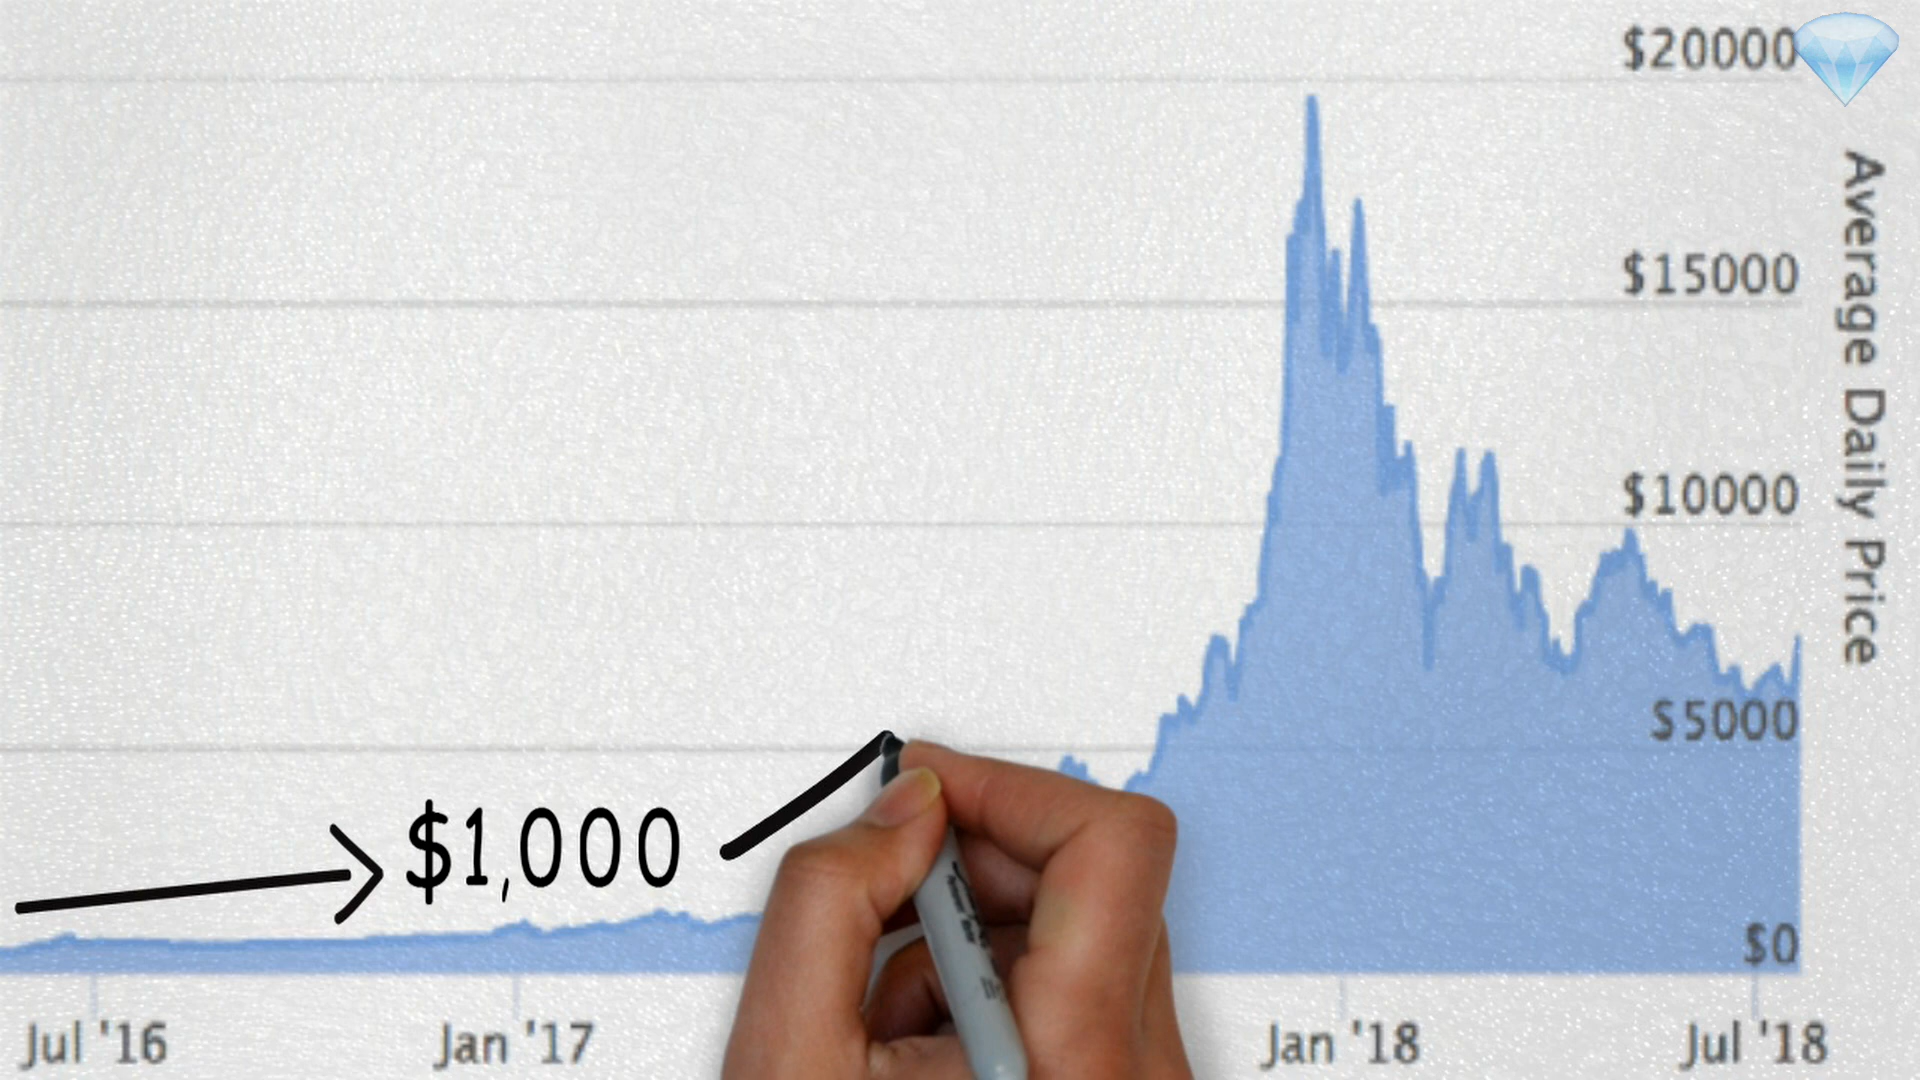 $20000
$15000
$10000
$5000
$0
Average Daily Price
$1,000
Jul '16
Jan '17
Jan '18
Jul '18